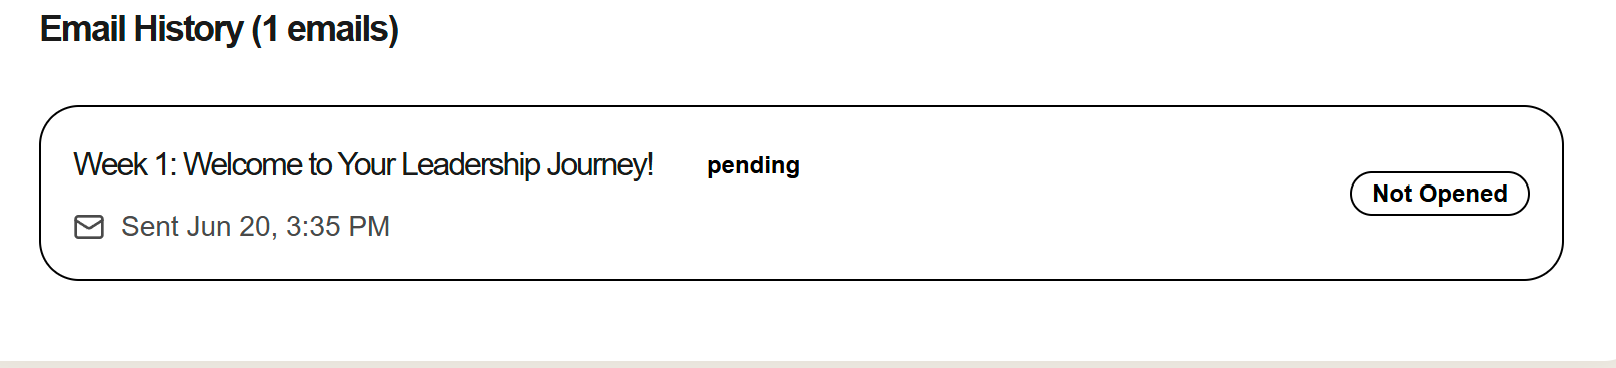 Email History (1 emails)
Week 1: Welcome to Your Leadership Journey! pending
Not Opened
Sent Jun 20, 3:35 PM